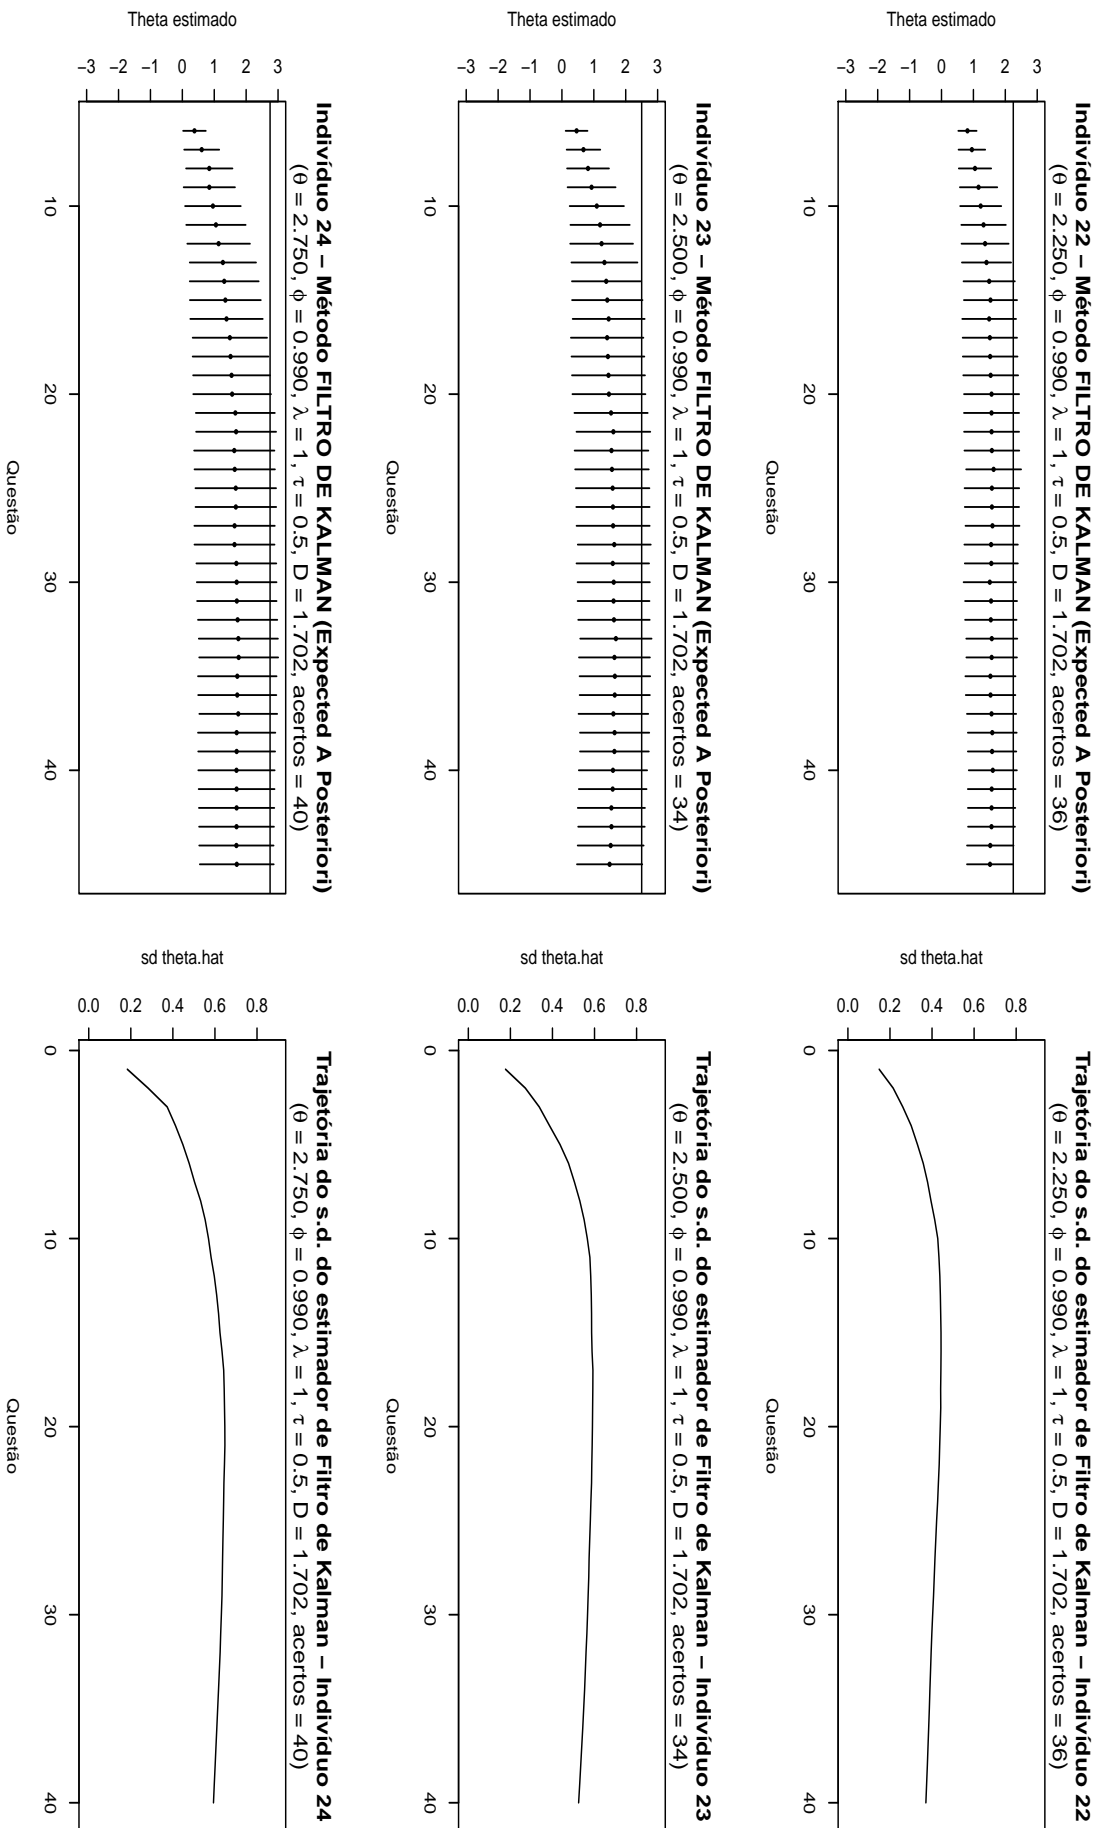 Indivíduo 22 − Método FILTRO DE KALMAN (Expected A Posteriori)
(θ = 2.250, ϕ = 0.990, λ = 1, τ = 0.5, D = 1.702, acertos = 36)
Theta estimado
−3 −2 −1 0 1 2 3
10 20 30 40
Questão
Trajetória do s.d. do estimador de Filtro de Kalman − Indivíduo 22
(θ = 2.250, ϕ = 0.990, λ = 1, τ = 0.5, D = 1.702, acertos = 36)
sd theta.hat
0.0 0.2 0.4 0.6 0.8
0 10 20 30 40
Questão
Indivíduo 23 − Método FILTRO DE KALMAN (Expected A Posteriori)
(θ = 2.500, ϕ = 0.990, λ = 1, τ = 0.5, D = 1.702, acertos = 34)
Theta estimado
−3 −2 −1 0 1 2 3
10 20 30 40
Questão
Trajetória do s.d. do estimador de Filtro de Kalman − Indivíduo 23
(θ = 2.500, ϕ = 0.990, λ = 1, τ = 0.5, D = 1.702, acertos = 34)
sd theta.hat
0.0 0.2 0.4 0.6 0.8
0 10 20 30 40
Questão
Indivíduo 24 − Método FILTRO DE KALMAN (Expected A Posteriori)
(θ = 2.750, ϕ = 0.990, λ = 1, τ = 0.5, D = 1.702, acertos = 40)
Theta estimado
−3 −2 −1 0 1 2 3
10 20 30 40
Questão
Trajetória do s.d. do estimador de Filtro de Kalman − Indivíduo 24
(θ = 2.750, ϕ = 0.990, λ = 1, τ = 0.5, D = 1.702, acertos = 40)
sd theta.hat
0.0 0.2 0.4 0.6 0.8
0 10 20 30 40
Questão